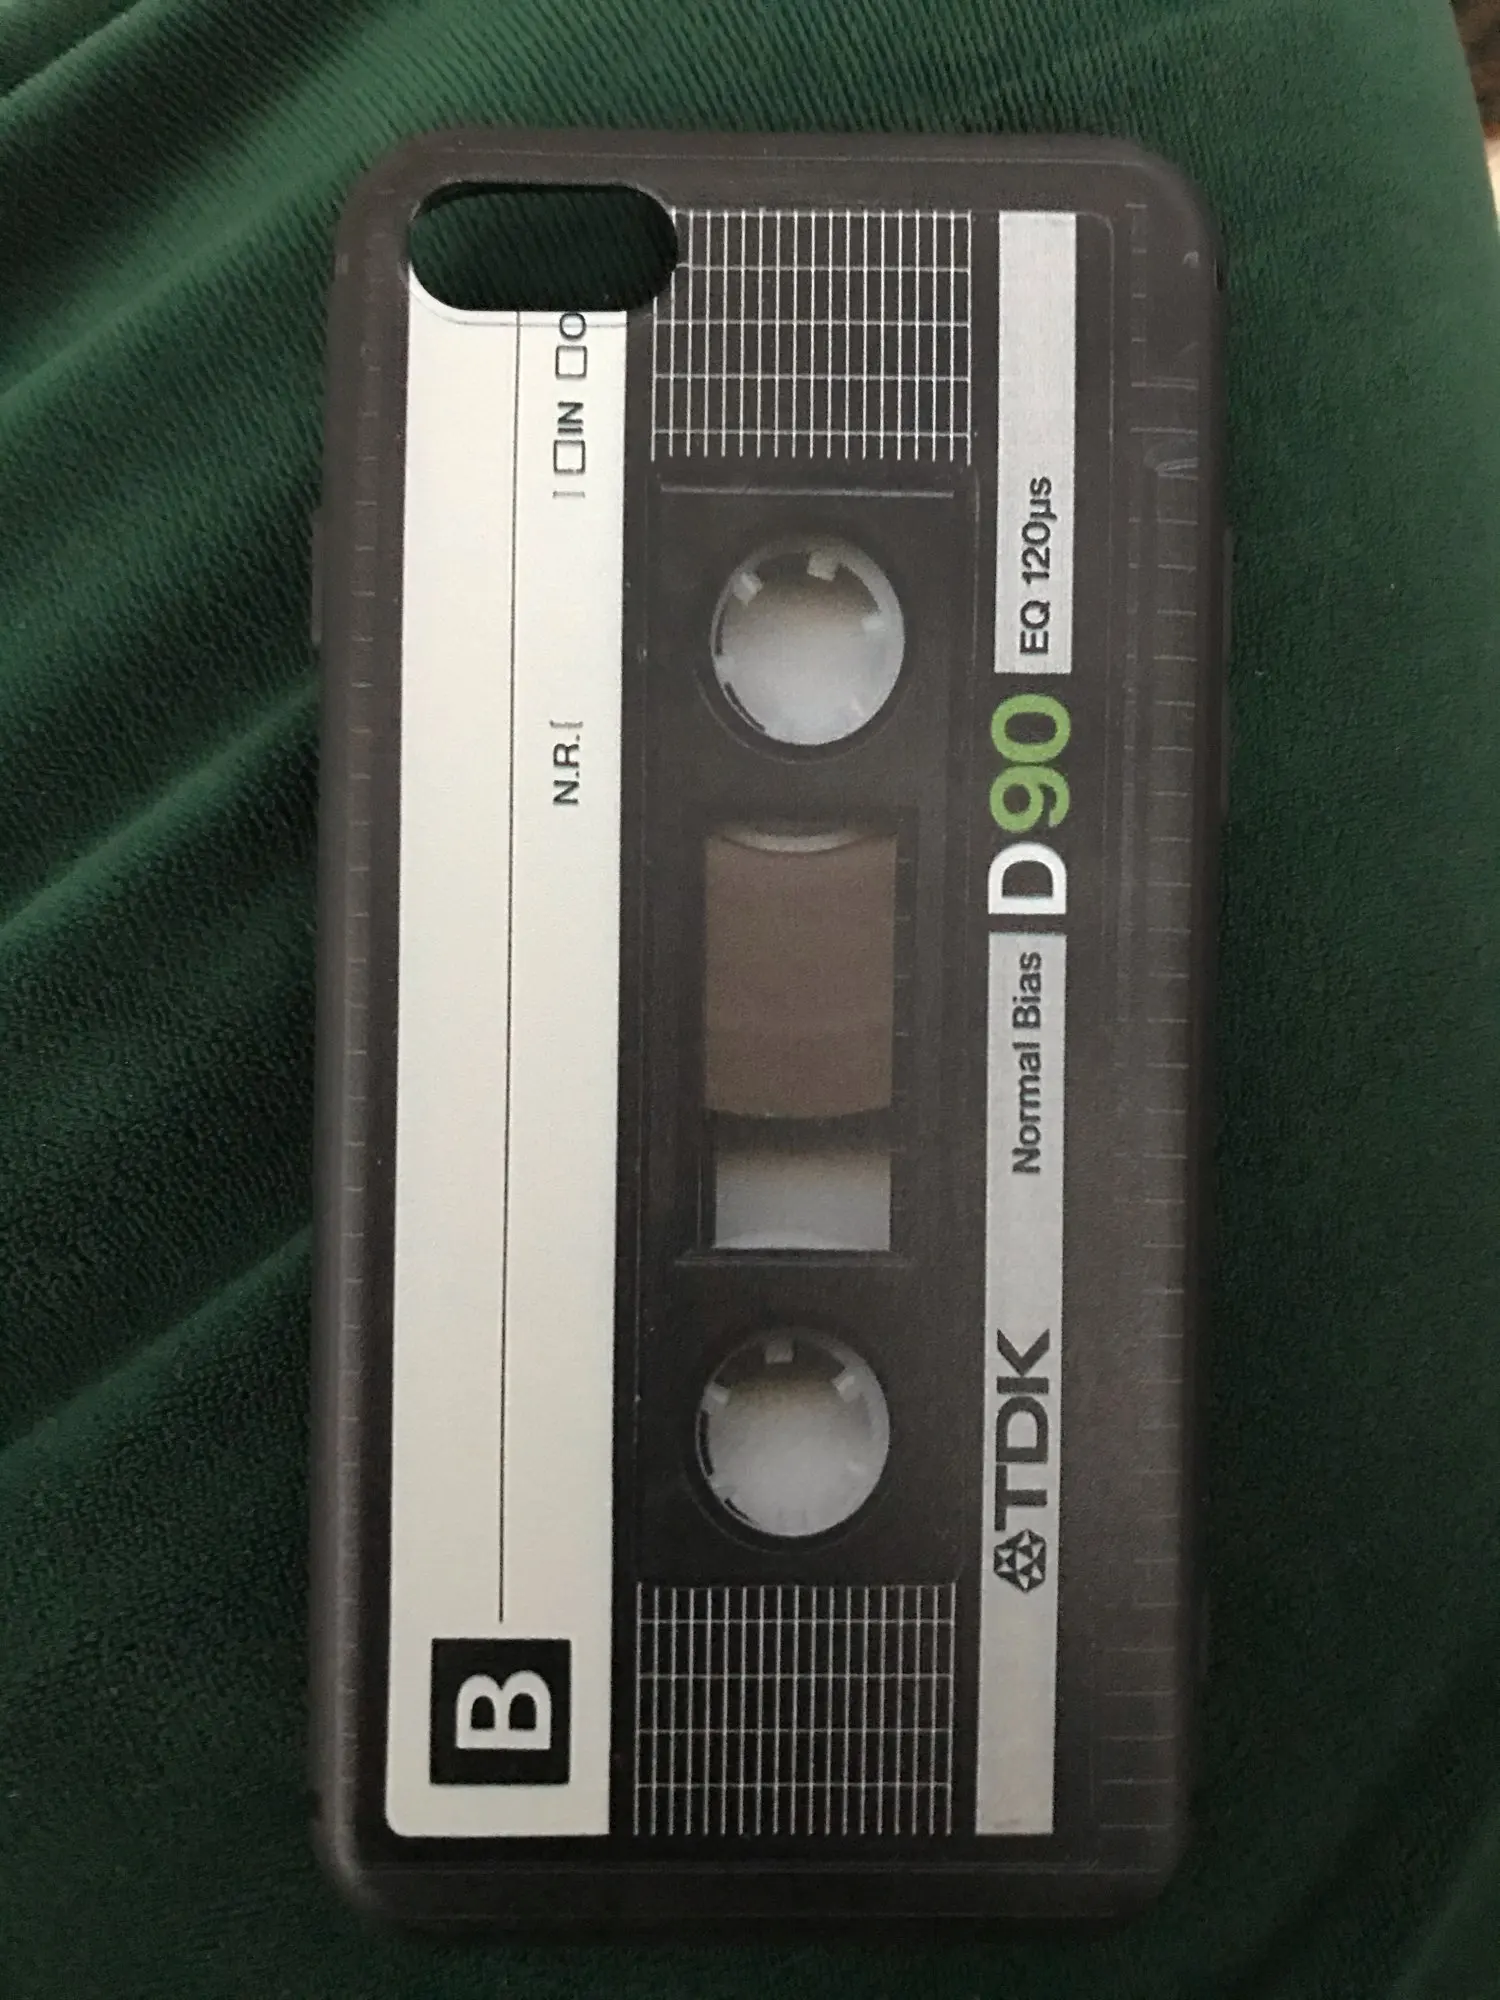 B
N.R.[ ] □IN □O
TDK Normal Bias D90 EQ 120µs